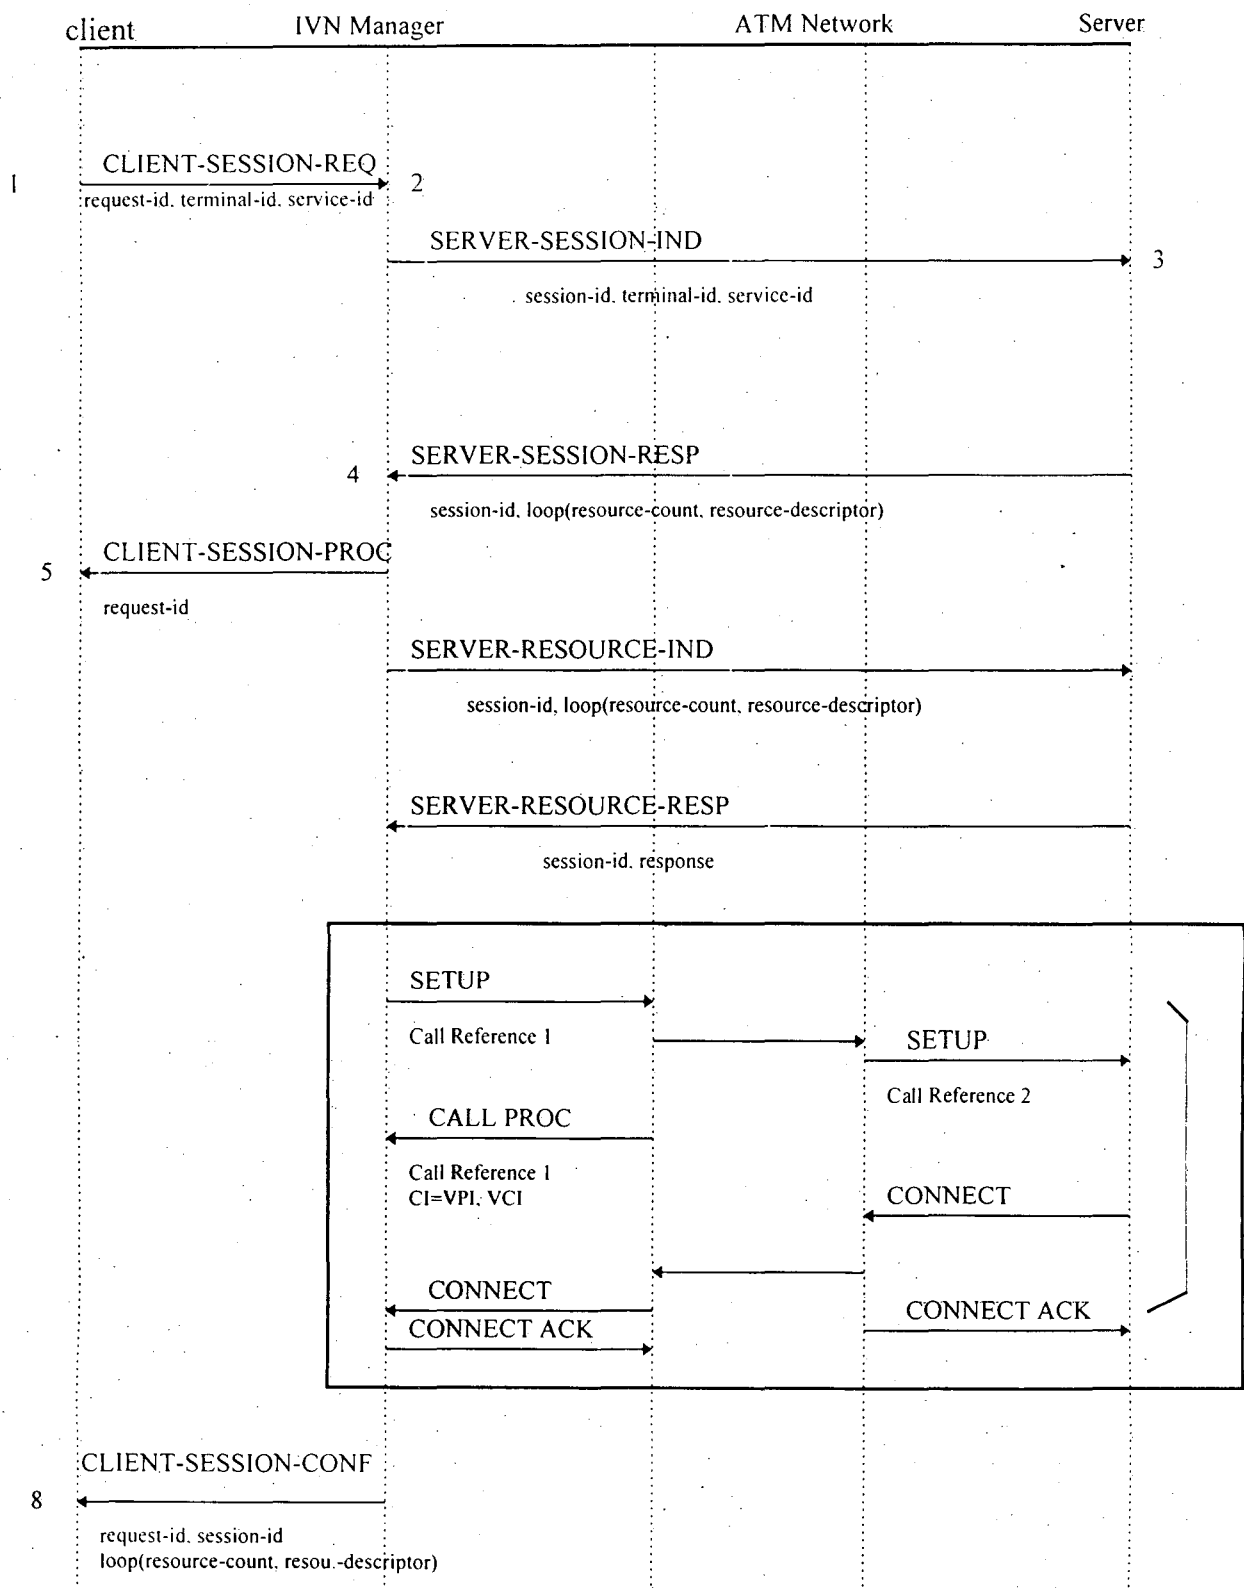 client IVN Manager ATM Network Server
CLIENT-SESSION-REQ
1 2
request-id. terminal-id. service-id
SERVER-SESSION-IND
3
session-id. terminal-id. service-id
SERVER-SESSION-RESP
4
session-id, loop(resource-count, resource-descriptor)
CLIENT-SESSION-PROC
5
request-id
SERVER-RESOURCE-IND
session-id, loop(resource-count, resource-descriptor)
SERVER-RESOURCE-RESP
session-id. response
SETUP
Call Reference 1 SETUP
Call Reference 2
CALL PROC
Call Reference 1
CI=VPI, VCI CONNECT
CONNECT
CONNECT ACK
CONNECT ACK
CLIENT-SESSION-CONF
8
request-id. session-id
loop(resource-count, resou.-descriptor)